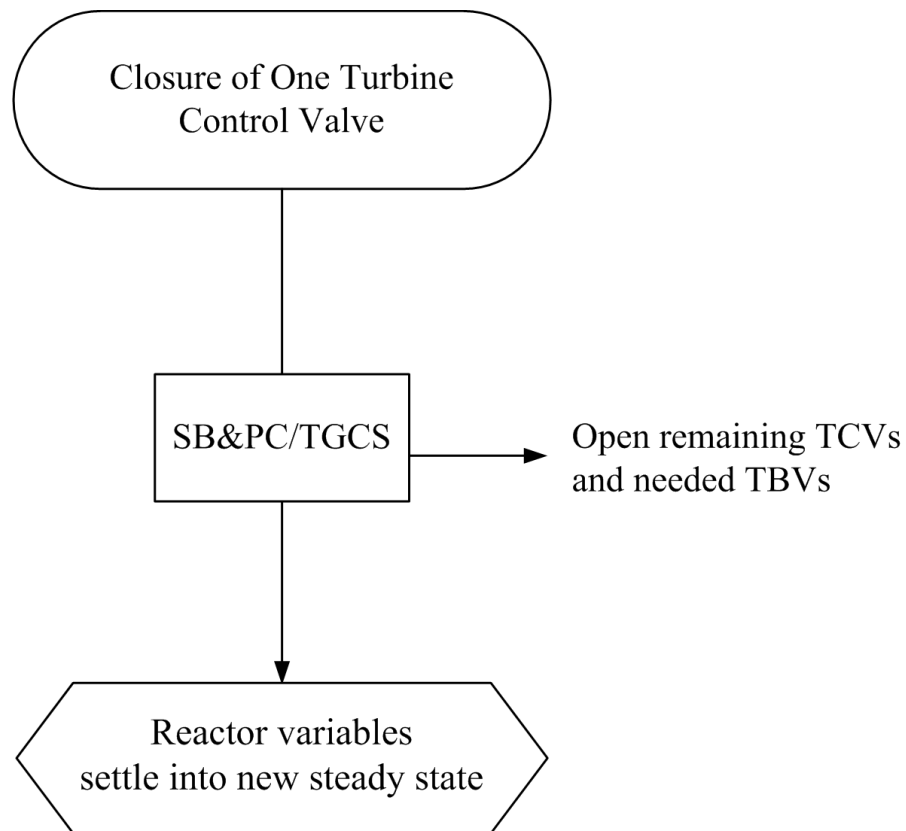 Closure of One Turbine
Control Valve
SB&PC/TGCS
Open remaining TCVs
and needed TBVs
Reactor variables
settle into new steady state